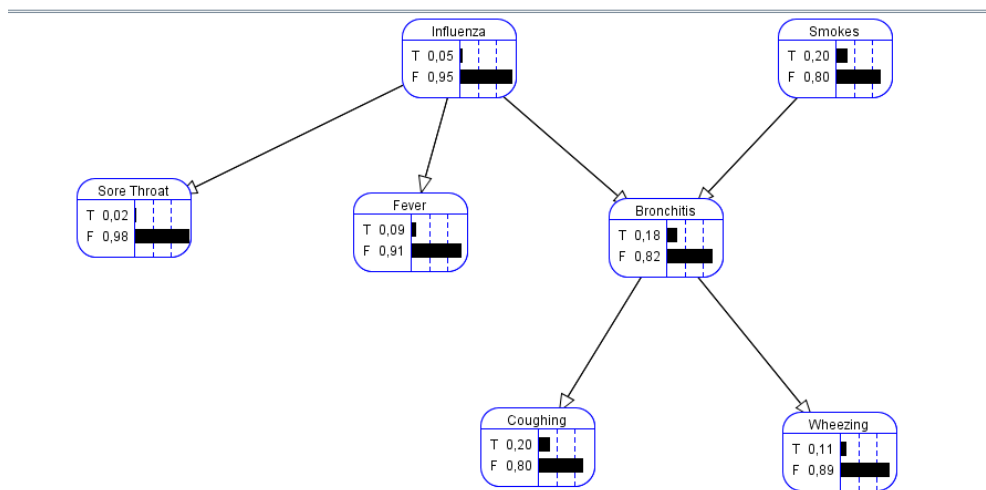 Influenza
T 0,05
F 0,95
Smokes
T 0,20
F 0,80
Sore Throat
T 0,02
F 0,98
Fever
T 0,09
F 0,91
Bronchitis
T 0,18
F 0,82
Coughing
T 0,20
F 0,80
Wheezing
T 0,11
F 0,89